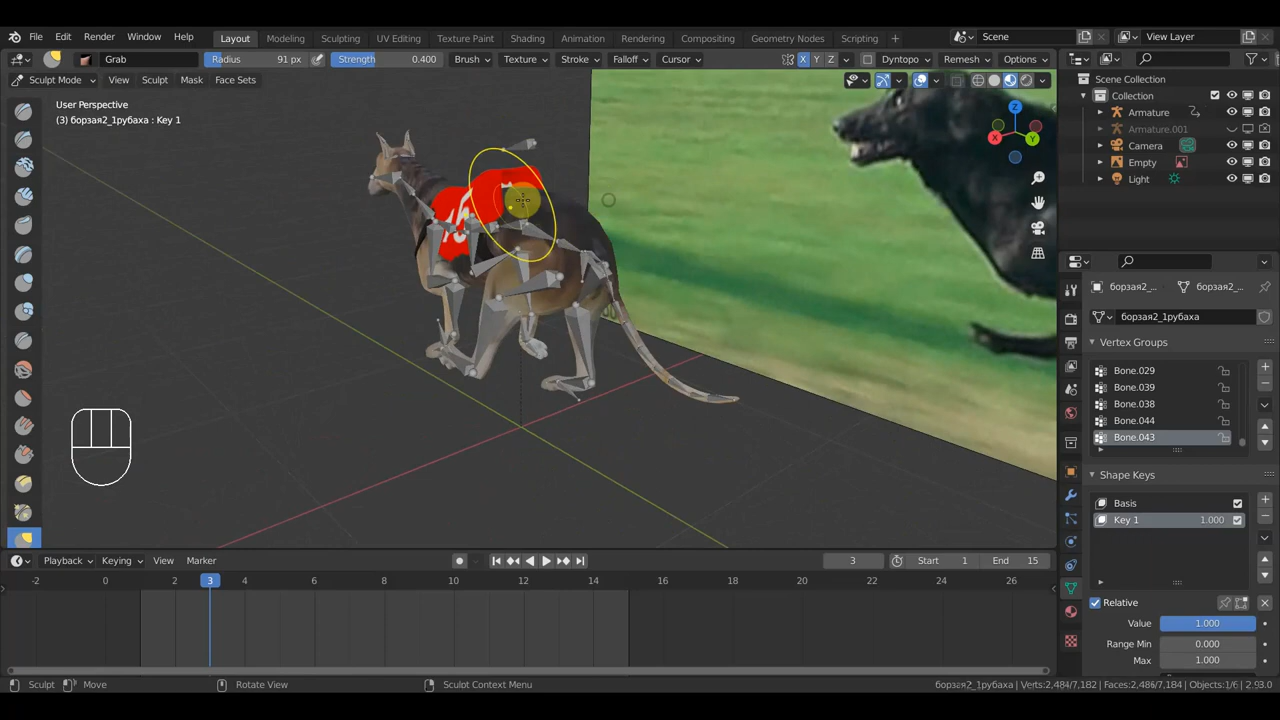 File Edit Render Window Help Layout Modeling Sculpting UV Editing Texture Paint Shading Animation Rendering Compositing Geometry Nodes Scripting + Scene View Layer
Grab Radius 91 px Strength 0.400 Brush Texture Stroke Falloff Cursor X Y Z Dyntopo Remesh Options
Sculpt Mode View Sculpt Mask Face Sets
Scene Collection
Collection
Armature
Armature.001
Camera
Empty
Light
User Perspective
(3) борзая2_1рубаха : Key 1
Z
X
Y
борзая2_... борзая2_...
борзая2_1рубаха
Vertex Groups
Bone.029
Bone.039
Bone.038
Bone.044
Bone.043
Shape Keys
Basis
Key 1 1.000
Relative
Value 1.000
Range Min 0.000
Max 1.000
Playback Keying View Marker 3 Start 1 End 15
-2 0 2 3 4 6 8 10 12 14 16 18 20 22 24 26
Sculpt Move Rotate View Sculpt Context Menu борзая2_1рубаха | Verts:2,484/7,182 | Faces:2,486/7,184 | Objects:1/6 | 2.93.0